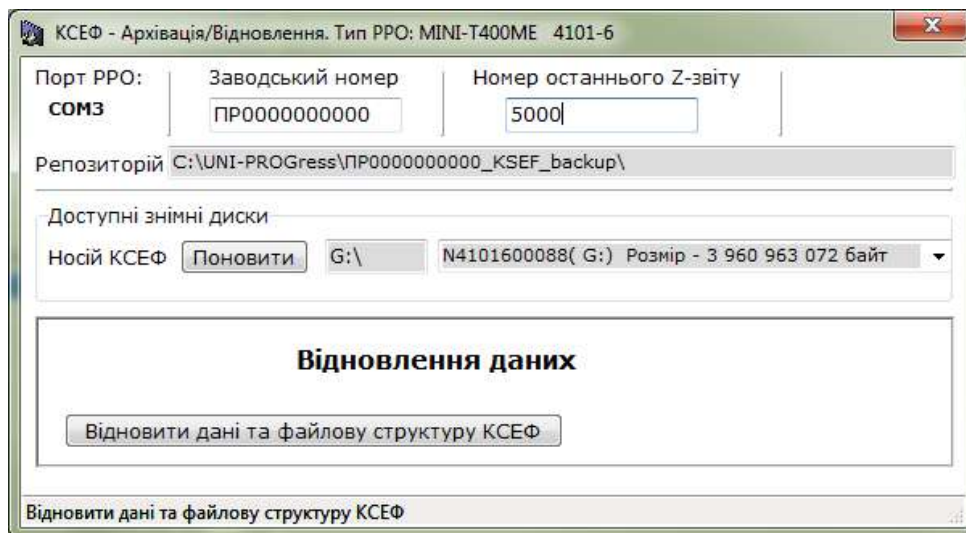 КСЕФ - Архівація/Відновлення. Тип РРО: MINI-T400ME 4101-6
Порт РРО: Заводський номер Номер останнього Z-звіту
COM3 ПР0000000000 5000
Репозиторій C:\UNI-PROGress\ПР0000000000_KSEF_backup\
Доступні знімні диски
Носій КСЕФ Поновити G:\ N4101600088( G:) Розмір - 3 960 963 072 байт
Відновлення даних
Відновити дані та файлову структуру КСЕФ
Відновити дані та файлову структуру КСЕФ